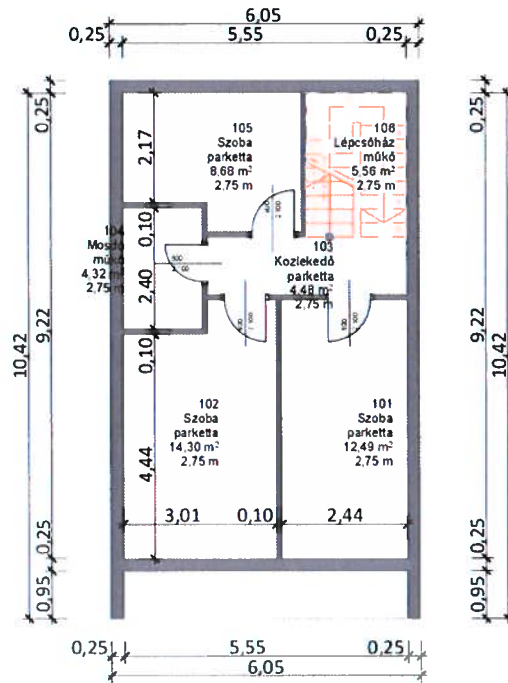 6,05
0,25 5,55 0,25
105
Szoba
parketta
8,68 m²
2,75 m
108
Lépcsőház
műkő
5,56 m²
2,75 m
104
Mosdó
műkő
4,32 m²
2,75 m
103
Kozlekedő
parketta
4,48 m²
2,75 m
102
Szoba
parketta
14,30 m²
2,75 m
101
Szoba
parketta
12,49 m²
2,75 m
2,17
0,10
2,40
0,10
4,44
3,01 0,10 2,44
0,25
9,22
10,42
0,25
0,95
0,25
9,22
10,42
0,25
0,95
0,25 5,55 0,25
6,05